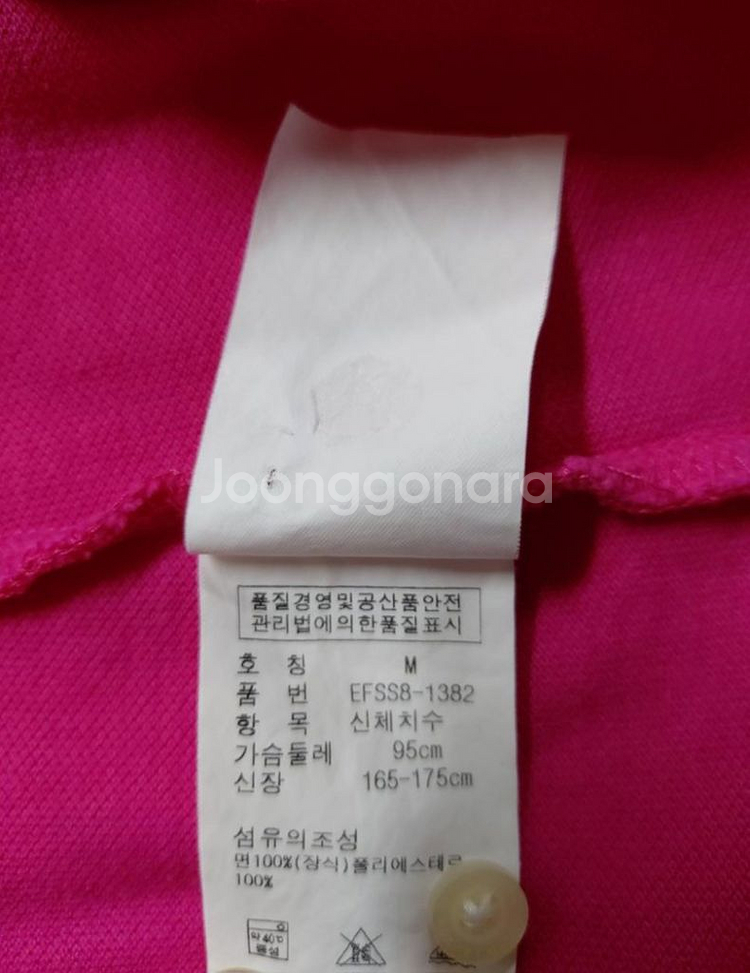 Joonggonara
품질경영및공산품안전
관리법에의한품질표시
호 칭 M
품 번 EFSS8-1382
항 목 신체치수
가슴둘레 95cm
신장 165-175cm
섬유의조성
면100%(장식)폴리에스테르
100%
약40℃